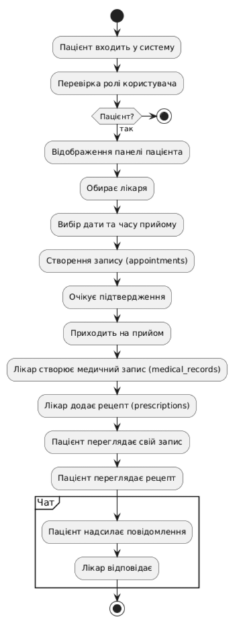 Пацієнт входить у систему
Перевірка ролі користувача
Пацієнт?
так
Відображення панелі пацієнта
Обирає лікаря
Вибір дати та часу прийому
Створення запису (appointments)
Очікує підтвердження
Приходить на прийом
Лікар створює медичний запис (medical_records)
Лікар додає рецепт (prescriptions)
Пацієнт переглядає свій запис
Пацієнт переглядає рецепт
Чат
Пацієнт надсилає повідомлення
Лікар відповідає